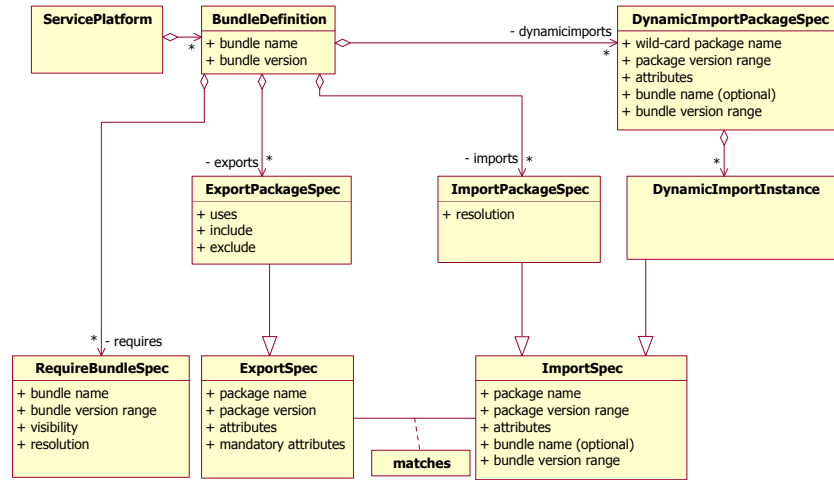 ServicePlatform
BundleDefinition
+ bundle name
+ bundle version
*
- dynamicimports
*
DynamicImportPackageSpec
+ wild-card package name
+ package version range
+ attributes
+ bundle name (optional)
+ bundle version range
- exports
*
- imports
*
*
ExportPackageSpec
+ uses
+ include
+ exclude
ImportPackageSpec
+ resolution
DynamicImportInstance
*
- requires
RequireBundleSpec
+ bundle name
+ bundle version range
+ visibility
+ resolution
ExportSpec
+ package name
+ package version
+ attributes
+ mandatory attributes
matches
ImportSpec
+ package name
+ package version range
+ attributes
+ bundle name (optional)
+ bundle version range